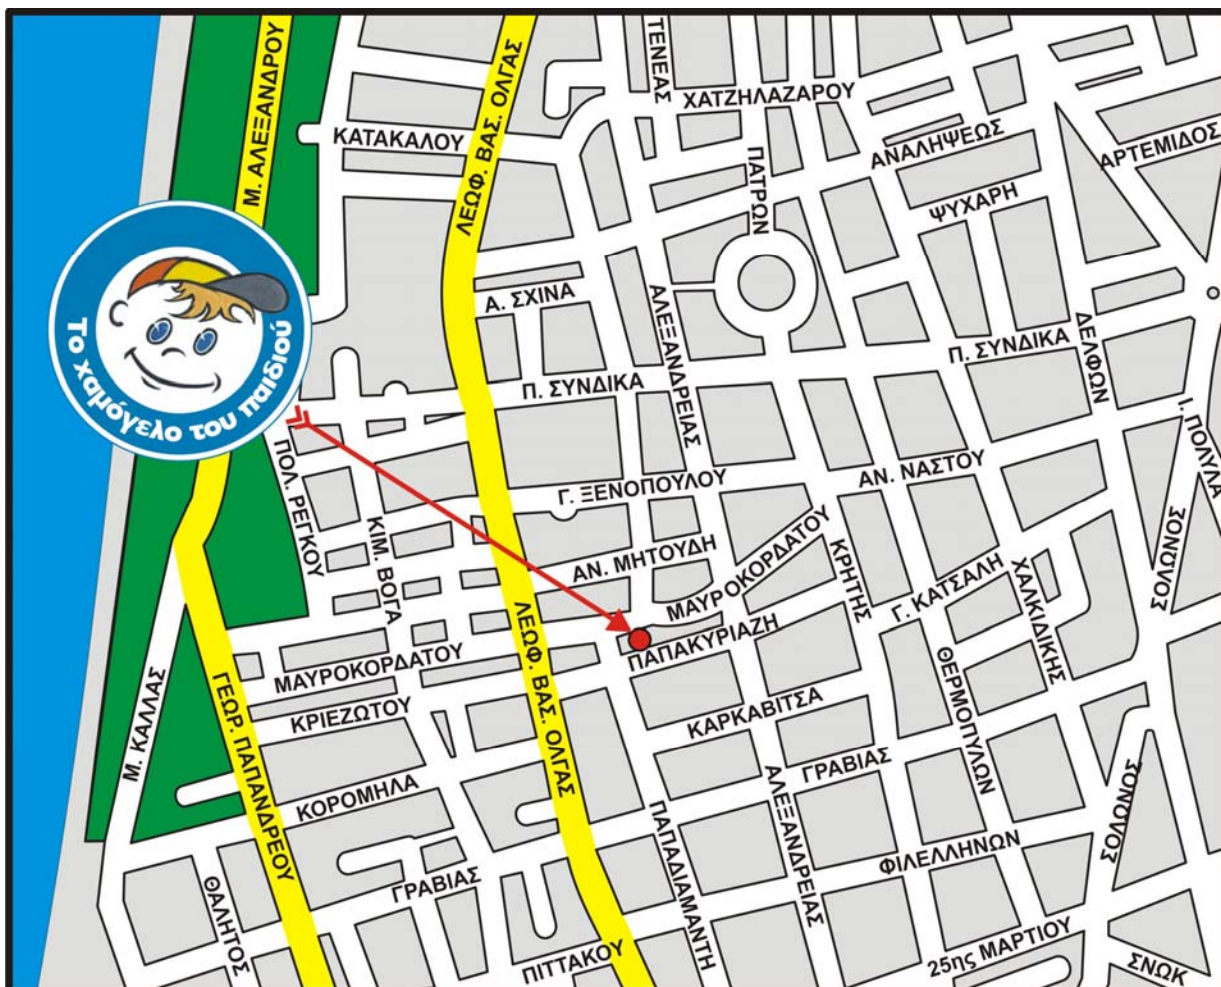 ΤΕΝΕΑΣ
Μ. ΑΛΕΞΑΝΔΡΟΥ
ΛΕΩΦ. ΒΑΣ. ΟΛΓΑΣ
ΧΑΤΖΗΛΑΖΑΡΟΥ
ΚΑΤΑΚΑΛΟΥ
ΑΝΑΛΗΨΕΩΣ
ΑΡΤΕΜΙΔΟΣ
ΠΑΤΡΩΝ
ΨΥΧΑΡΗ
Α. ΣΧΙΝΑ
ΑΛΕΞΑΝΔΡΕΙΑΣ
ΔΕΛΦΩΝ
Το χαμόγελο του παιδιού
Π. ΣΥΝΔΙΚΑ
Π. ΣΥΝΔΙΚΑ
Ι. ΠΟΛΥΛΑ
ΠΟΛ. ΡΕΓΚΟΥ
Γ. ΞΕΝΟΠΟΥΛΟΥ
ΑΝ. ΝΑΣΤΟΥ
ΚΙΜ. ΒΟΓΑ
ΑΝ. ΜΗΤΟΥΔΗ
ΜΑΥΡΟΚΟΡΔΑΤΟΥ
ΚΡΗΤΗΣ
Γ. ΚΑΤΣΑΛΗ
ΧΑΛΚΙΔΙΚΗΣ
ΣΟΛΩΝΟΣ
ΠΑΠΑΚΥΡΙΑΖΗ
ΜΑΥΡΟΚΟΡΔΑΤΟΥ
ΛΕΩΦ. ΒΑΣ. ΟΛΓΑΣ
ΘΕΡΜΟΠΥΛΩΝ
Μ. ΚΑΛΛΑΣ
ΓΕΩΡ. ΠΑΠΑΝΔΡΕΟΥ
ΚΡΙΕΖΩΤΟΥ
ΚΑΡΚΑΒΙΤΣΑ
ΓΡΑΒΙΑΣ
ΚΟΡΟΜΗΛΑ
ΑΛΕΞΑΝΔΡΕΙΑΣ
ΣΟΛΩΝΟΣ
ΠΑΠΑΔΙΑΜΑΝΤΗ
ΦΙΛΕΛΛΗΝΩΝ
ΓΡΑΒΙΑΣ
ΘΑΛΗΤΟΣ
ΠΙΤΤΑΚΟΥ
25ης ΜΑΡΤΙΟΥ
ΣΝΩΚ